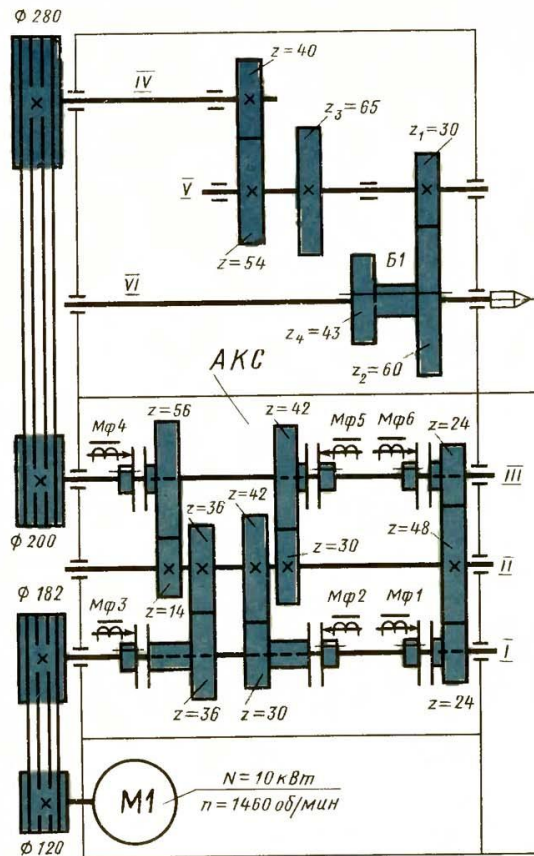 Ф 280
z=40
IV
z₃=65
z₁=30
V
Б1
z=54
VI
z₄=43
z₂=60
АКС
z=56
z=42
Мф4
Мф5
Мф6
z=24
III
z=36
z=42
z=48
Ф 200
z=30
II
Ф 182
Мф3
z=14
Мф2
Мф1
I
z=36
z=30
z=24
М1
N = 10 кВт
n = 1460 об/мин
Ф120